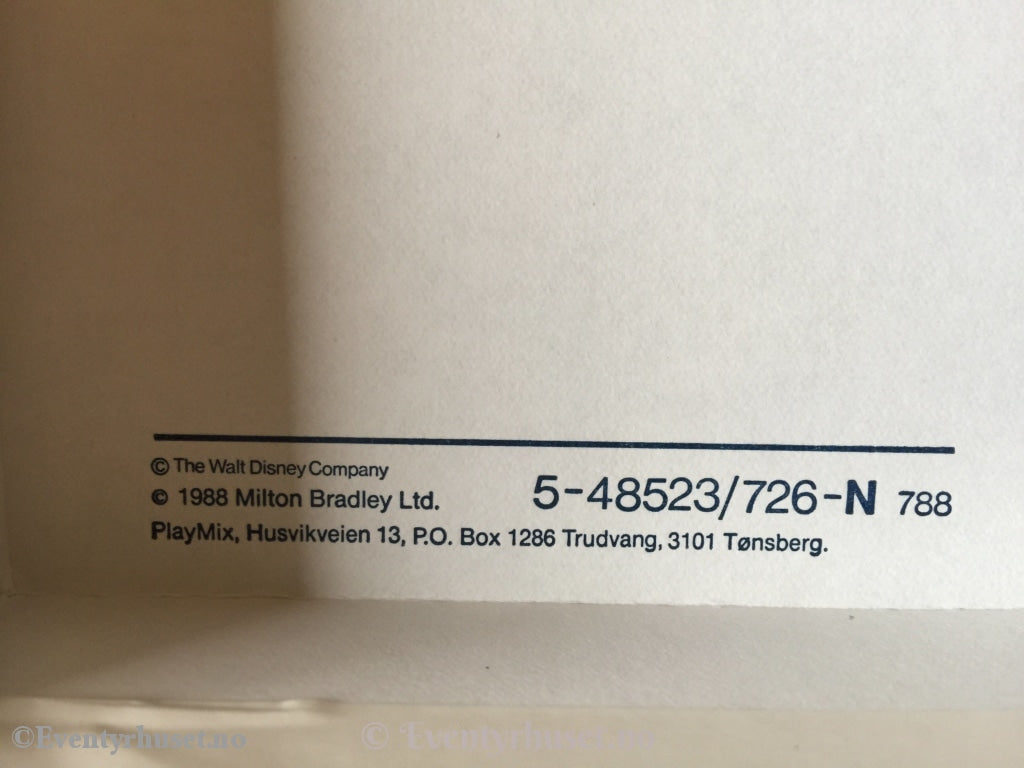 © The Walt Disney Company
© 1988 Milton Bradley Ltd.
5-48523/726-N 788
PlayMix, Husvikveien 13, P.O. Box 1286 Trudvang, 3101 Tønsberg.
©Eventyrhuset.no © Eventyrhuset.no